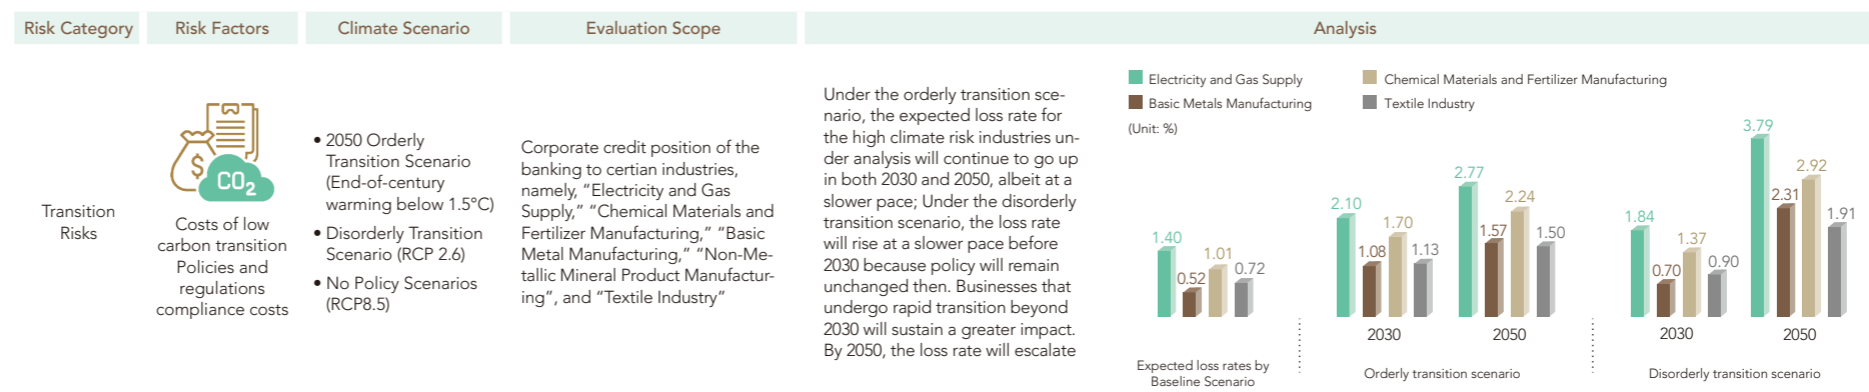 Risk Category
Risk Factors
Climate Scenario
Evaluation Scope
Analysis
Transition
Risks
CO2
$
Costs of low
carbon transition
Policies and
regulations
compliance costs
• 2050 Orderly
Transition Scenario
(End-of-century
warming below 1.5°C)
• Disorderly Transition
Scenario (RCP 2.6)
• No Policy Scenarios
(RCP8.5)
Corporate credit position of the
banking to certian industries,
namely, “Electricity and Gas
Supply,” “Chemical Materials and
Fertilizer Manufacturing,” “Basic
Metal Manufacturing,” “Non-Me-
tallic Mineral Product Manufactur-
ing”, and “Textile Industry”
Under the orderly transition sce-
nario, the expected loss rate for
the high climate risk industries un-
der analysis will continue to go up
in both 2030 and 2050, albeit at a
slower pace; Under the disorderly
transition scenario, the loss rate
will rise at a slower pace before
2030 because policy will remain
unchanged then. Businesses that
undergo rapid transition beyond
2030 will sustain a greater impact.
By 2050, the loss rate will escalate
Electricity and Gas Supply
Chemical Materials and Fertilizer Manufacturing
Basic Metals Manufacturing
Textile Industry
(Unit: %)
1.40
0.52
1.01
0.72
Expected loss rates by
Baseline Scenario
2.10
1.08
1.70
1.13
2030
2.77
1.57
2.24
1.50
2050
Orderly transition scenario
1.84
0.70
1.37
0.90
2030
3.79
2.31
2.92
1.91
2050
Disorderly transition scenario